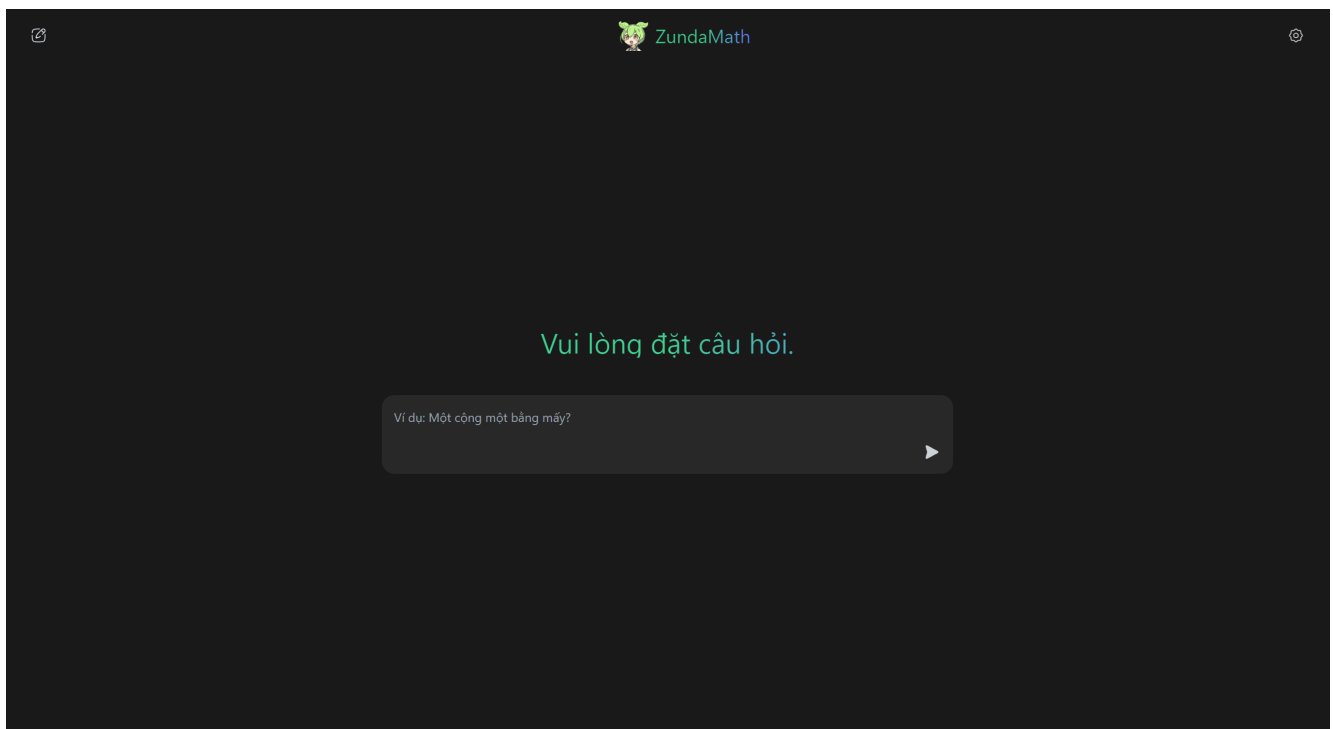 ZundaMath
Vui lòng đặt câu hỏi.
Ví dụ: Một cộng một bằng mấy?